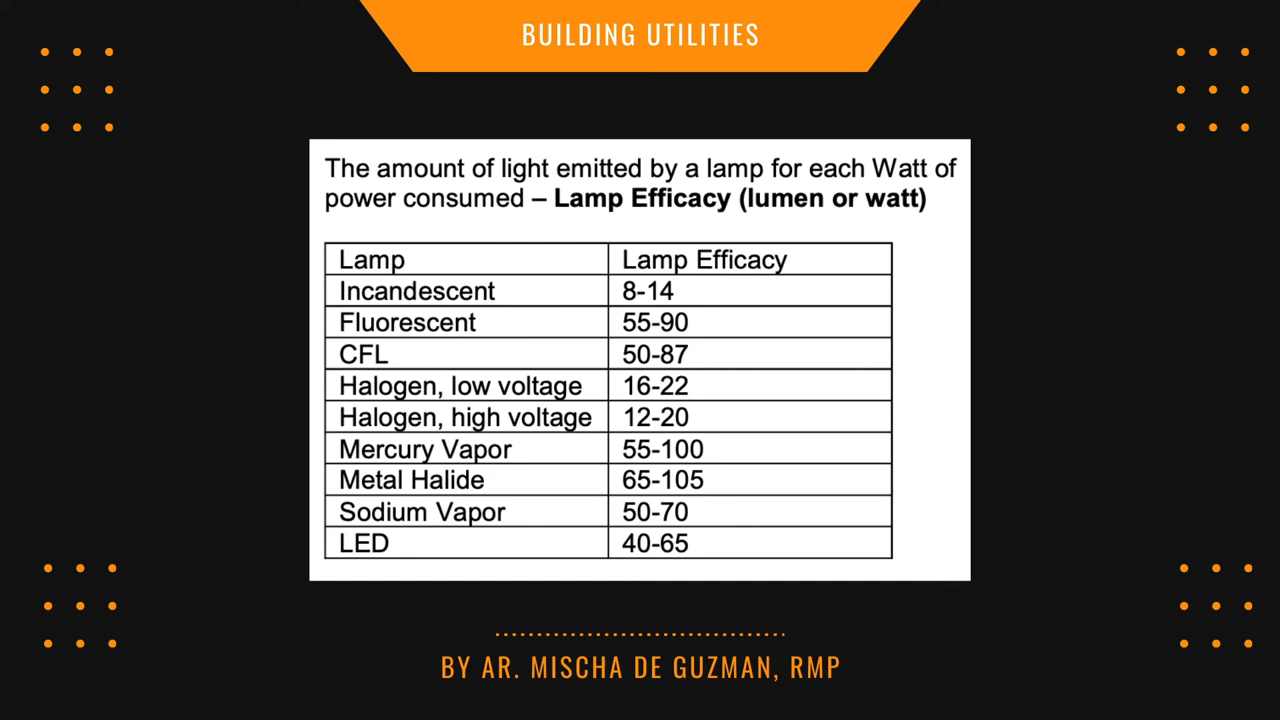 BUILDING UTILITIES
The amount of light emitted by a lamp for each Watt of
power consumed – Lamp Efficacy (lumen or watt)
Lamp Lamp Efficacy
Incandescent 8-14
Fluorescent 55-90
CFL 50-87
Halogen, low voltage 16-22
Halogen, high voltage 12-20
Mercury Vapor 55-100
Metal Halide 65-105
Sodium Vapor 50-70
LED 40-65
BY AR. MISCHA DE GUZMAN, RMP